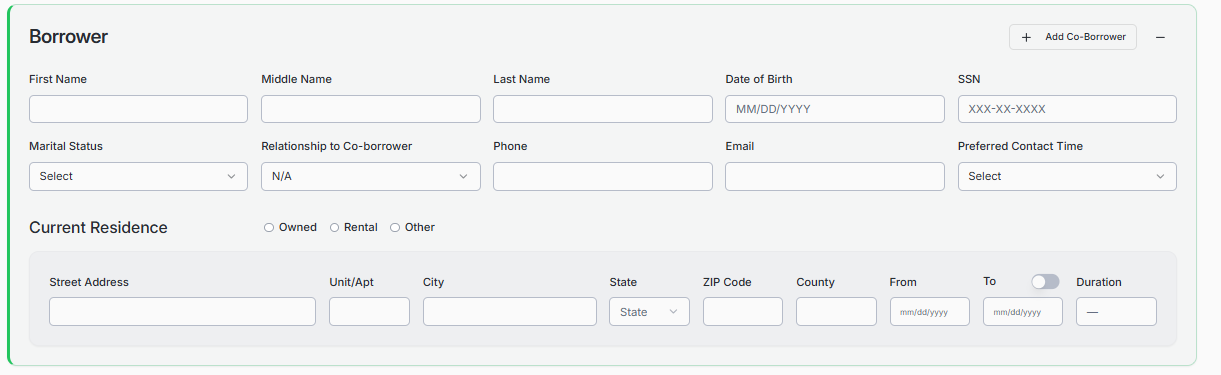 Borrower
+ Add Co-Borrower −
First Name Middle Name Last Name Date of Birth SSN
MM/DD/YYYY XXX-XX-XXXX
Marital Status Relationship to Co-borrower Phone Email Preferred Contact Time
Select N/A Select
Current Residence Owned Rental Other
Street Address Unit/Apt City State ZIP Code County From To Duration
State mm/dd/yyyy mm/dd/yyyy —